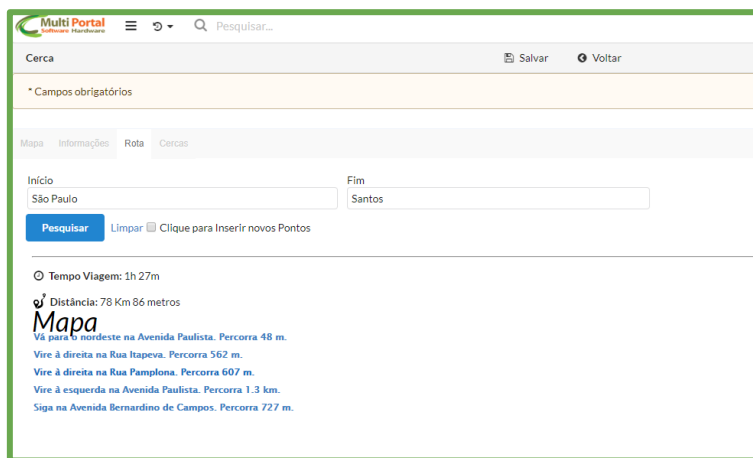 Multi Portal
Software Hardware
Pesquisar...
Cerca
Salvar
Voltar
* Campos obrigatórios
Mapa Informações Rota Cercas
Início Fim
São Paulo Santos
Pesquisar Limpar Clique para Inserir novos Pontos
Tempo Viagem: 1h 27m
Distância: 78 Km 86 metros
Mapa
Vá para o nordeste na Avenida Paulista. Percorra 48 m.
Vire à direita na Rua Itapeva. Percorra 562 m.
Vire à direita na Rua Pamplona. Percorra 607 m.
Vire à esquerda na Avenida Paulista. Percorra 1.3 km.
Siga na Avenida Bernardino de Campos. Percorra 727 m.